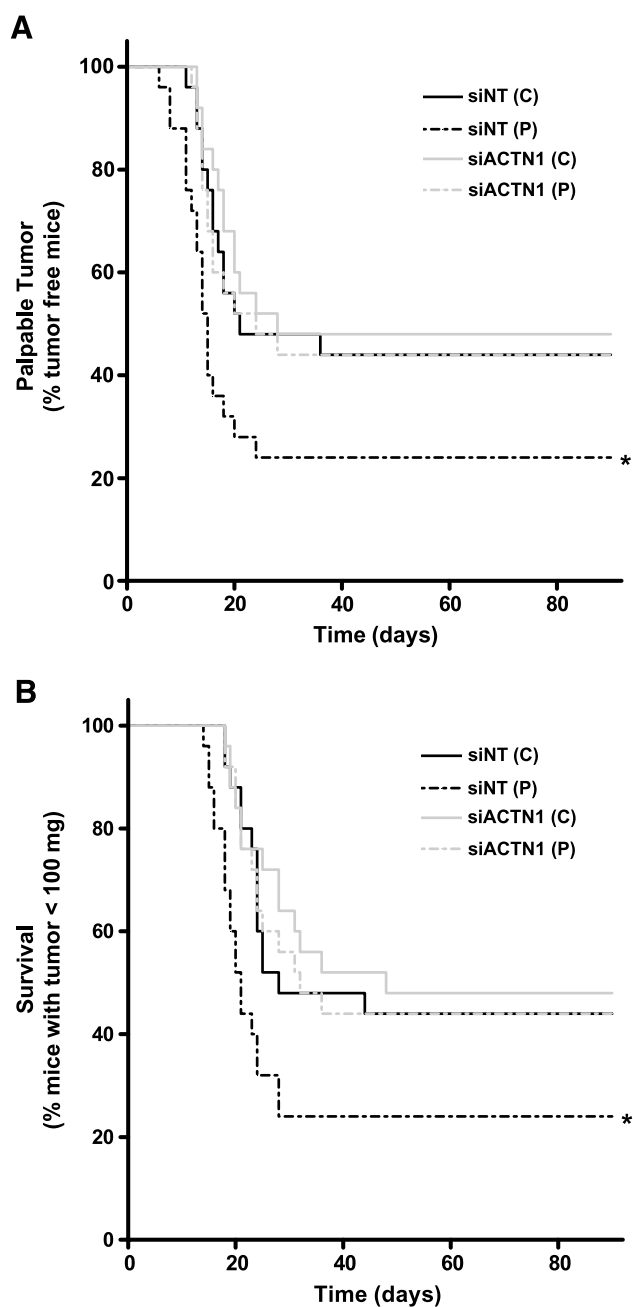 A
100
80
60
40
20
0
Palpable Tumor
(% tumor free mice)
siNT (C)
siNT (P)
siACTN1 (C)
siACTN1 (P)
*
0 20 40 60 80
Time (days)
B
100
80
60
40
20
0
Survival
(% mice with tumor < 100 mg)
siNT (C)
siNT (P)
siACTN1 (C)
siACTN1 (P)
*
0 20 40 60 80
Time (days)